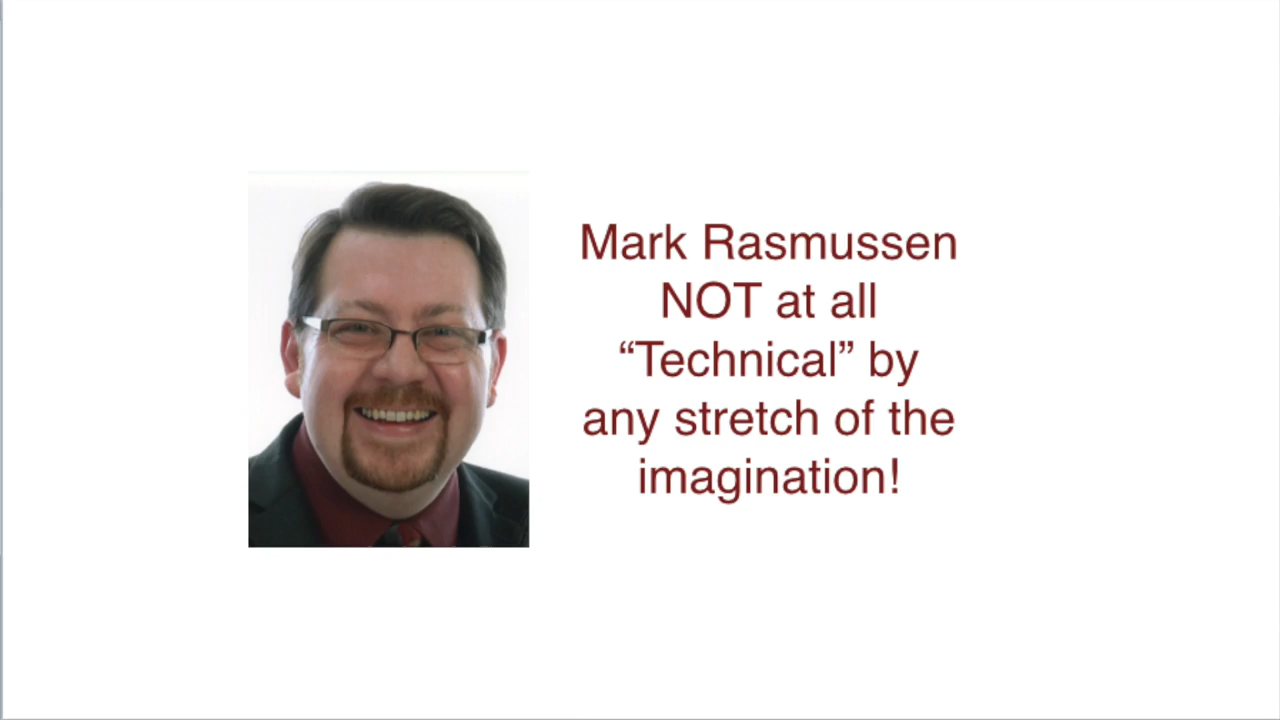 Mark Rasmussen
NOT at all
“Technical” by
any stretch of the
imagination!